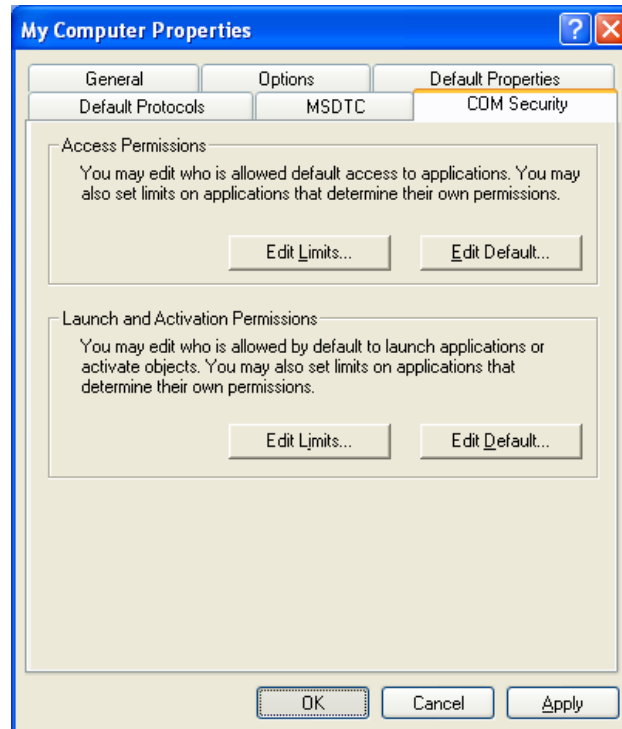 My Computer Properties
?
General Options Default Properties
Default Protocols MSDTC COM Security
Access Permissions
You may edit who is allowed default access to applications. You may
also set limits on applications that determine their own permissions.
Edit Limits... Edit Default...
Launch and Activation Permissions
You may edit who is allowed by default to launch applications or
activate objects. You may also set limits on applications that
determine their own permissions.
Edit Limits... Edit Default...
OK Cancel Apply